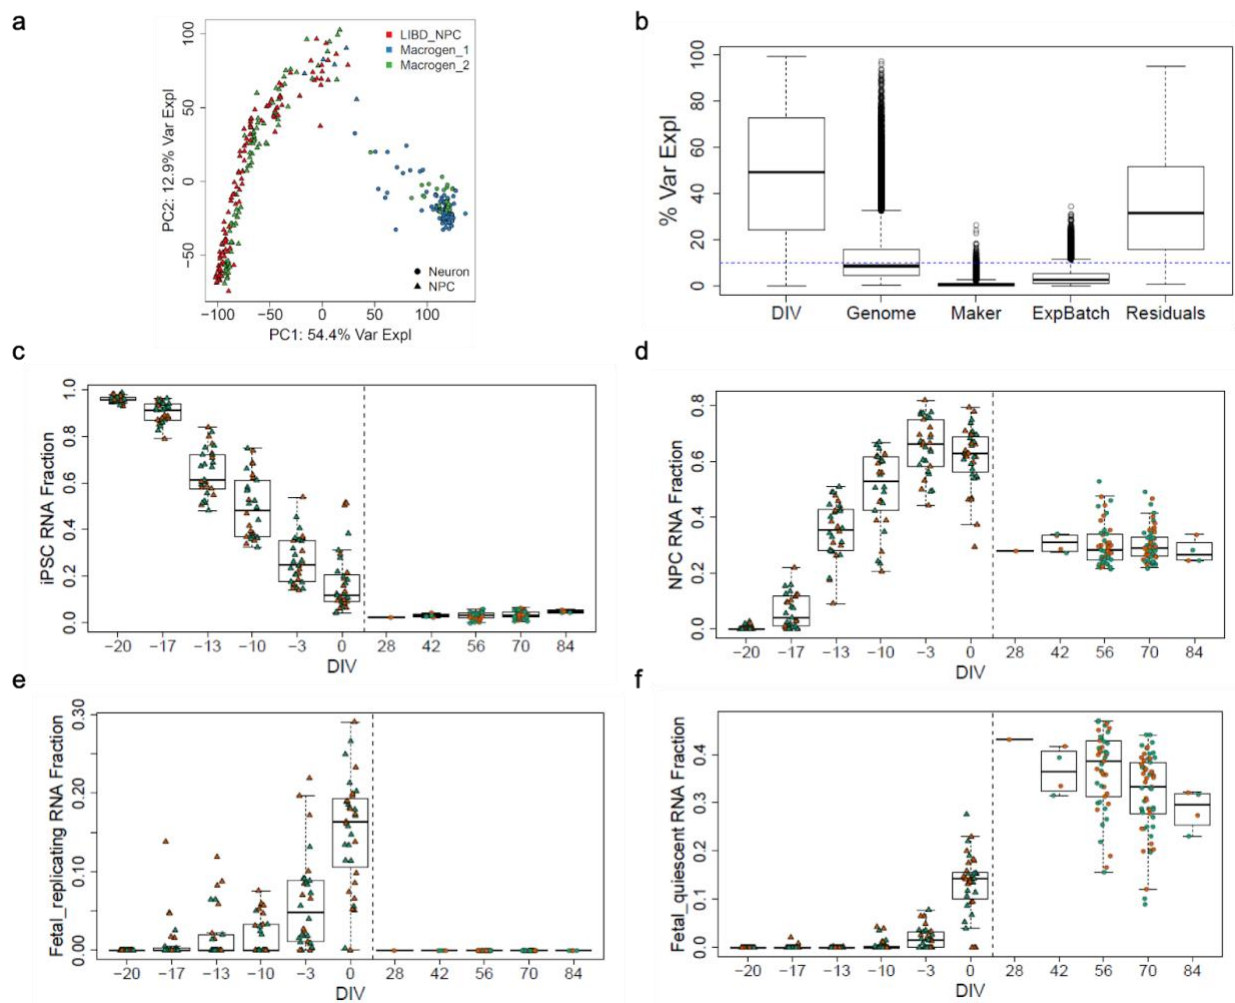 a
100
50
0
−50
−100
−50
0
50
100
PC2: 12.9% Var Expl
PC1: 54.4% Var Expl
LIBD_NPC
Macrogen_1
Macrogen_2
Neuron
NPC
b
100
80
60
40
20
0
% Var Expl
DIV
Genome
Maker
ExpBatch
Residuals
c
1.0
0.8
0.6
0.4
0.2
0.0
iPSC RNA Fraction
−20
−17
−13
−10
−3
0
28
42
56
70
84
DIV
d
0.8
0.6
0.4
0.2
0.0
NPC RNA Fraction
−20
−17
−13
−10
−3
0
28
42
56
70
84
DIV
e
0.30
0.20
0.10
0.00
Fetal_replicating RNA Fraction
−20
−17
−13
−10
−3
0
28
42
56
70
84
DIV
f
0.4
0.3
0.2
0.1
0.0
Fetal_quiescent RNA Fraction
−20
−17
−13
−10
−3
0
28
42
56
70
84
DIV